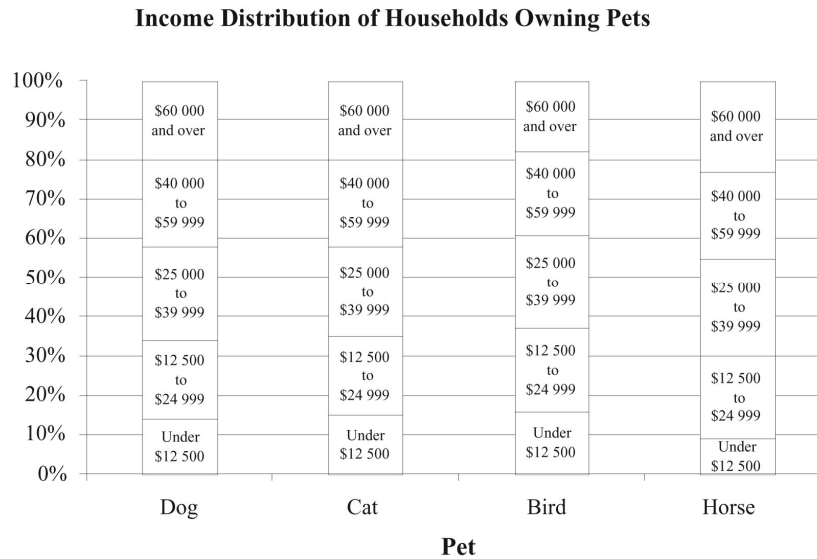 Income Distribution of Households Owning Pets
100%
90%
80%
70%
60%
50%
40%
30%
20%
10%
0%
$60 000
and over
$40 000
to
$59 999
$25 000
to
$39 999
$12 500
to
$24 999
Under
$12 500
$60 000
and over
$40 000
to
$59 999
$25 000
to
$39 999
$12 500
to
$24 999
Under
$12 500
$60 000
and over
$40 000
to
$59 999
$25 000
to
$39 999
$12 500
to
$24 999
Under
$12 500
$60 000
and over
$40 000
to
$59 999
$25 000
to
$39 999
$12 500
to
$24 999
Under
$12 500
Dog
Cat
Bird
Horse
Pet